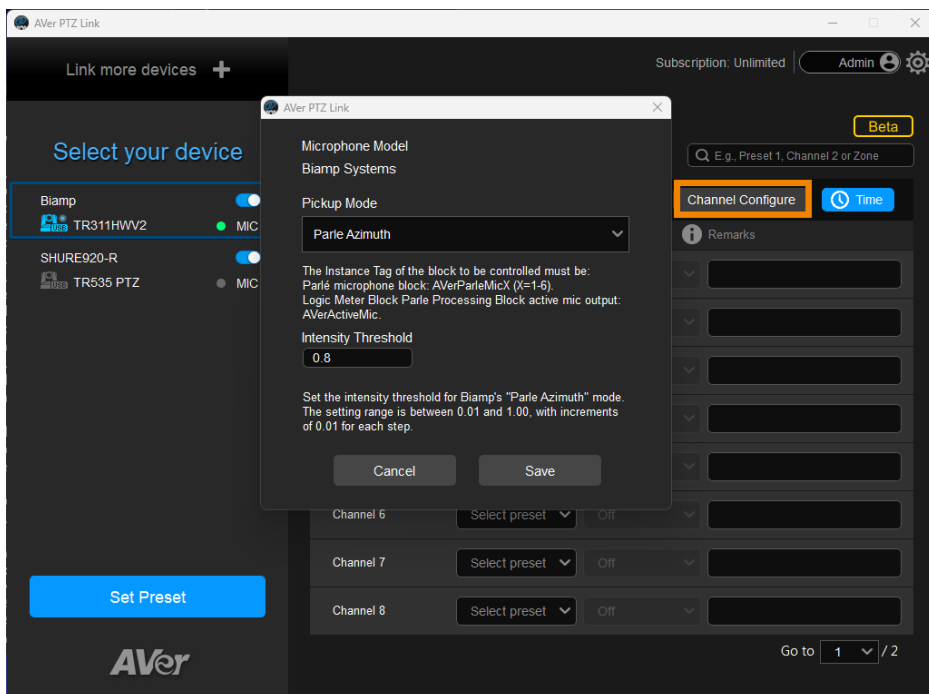 AVer PTZ Link
Link more devices
Subscription: Unlimited
Admin
Beta
Select your device
E.g., Preset 1, Channel 2 or Zone
Biamp
TR311HWV2
MIC
SHURE920-R
TR535 PTZ
MIC
Channel Configure
Time
Remarks
AVer PTZ Link
Microphone Model
Biamp Systems
Pickup Mode
Parle Azimuth
The Instance Tag of the block to be controlled must be:
Parlé microphone block: AVerParleMicX (X=1-6).
Logic Meter Block Parle Processing Block active mic output:
AVerActiveMic.
Intensity Threshold
0.8
Set the intensity threshold for Biamp's "Parle Azimuth" mode.
The setting range is between 0.01 and 1.00, with increments
of 0.01 for each step.
Cancel
Save
Channel 6
Select preset
Off
Channel 7
Select preset
Off
Channel 8
Select preset
Off
Set Preset
AVer
Go to 1 / 2